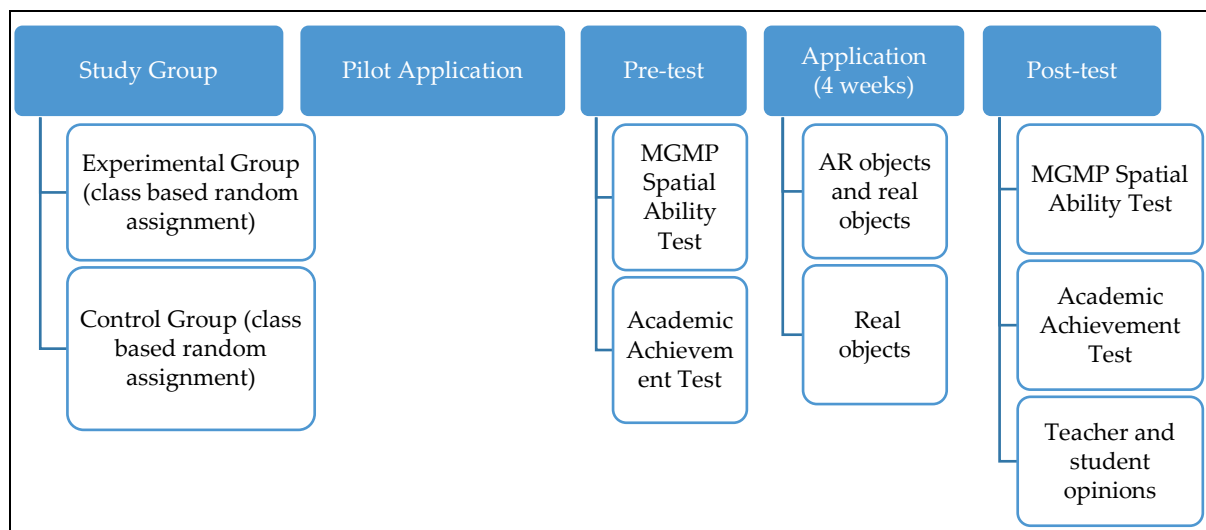 Study Group
Experimental Group
(class based random
assignment)
Control Group (class
based random
assignment)
Pilot Application
Pre-test
MGMP
Spatial
Ability
Test
Academic
Achievem
ent Test
Application
(4 weeks)
AR objects
and real
objects
Real
objects
Post-test
MGMP Spatial
Ability Test
Academic
Achievement
Test
Teacher and
student
opinions